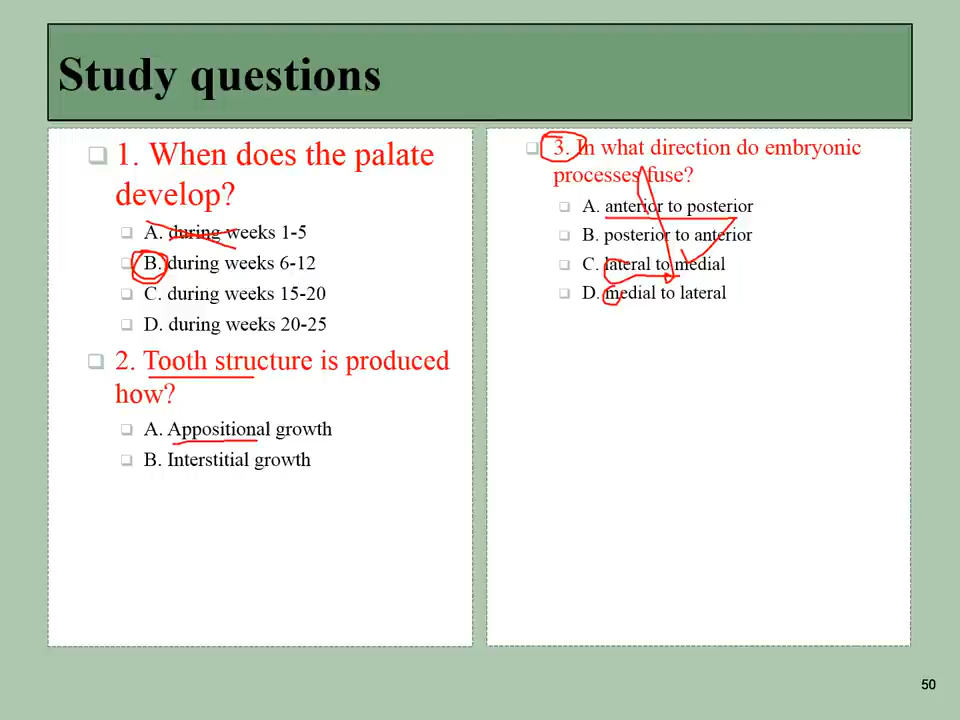 Study questions
1. When does the palate
develop?
A. during weeks 1-5
B. during weeks 6-12
C. during weeks 15-20
D. during weeks 20-25
2. Tooth structure is produced
how?
A. Appositional growth
B. Interstitial growth
3. In what direction do embryonic
processes fuse?
A. anterior to posterior
B. posterior to anterior
C. lateral to medial
D. medial to lateral
50